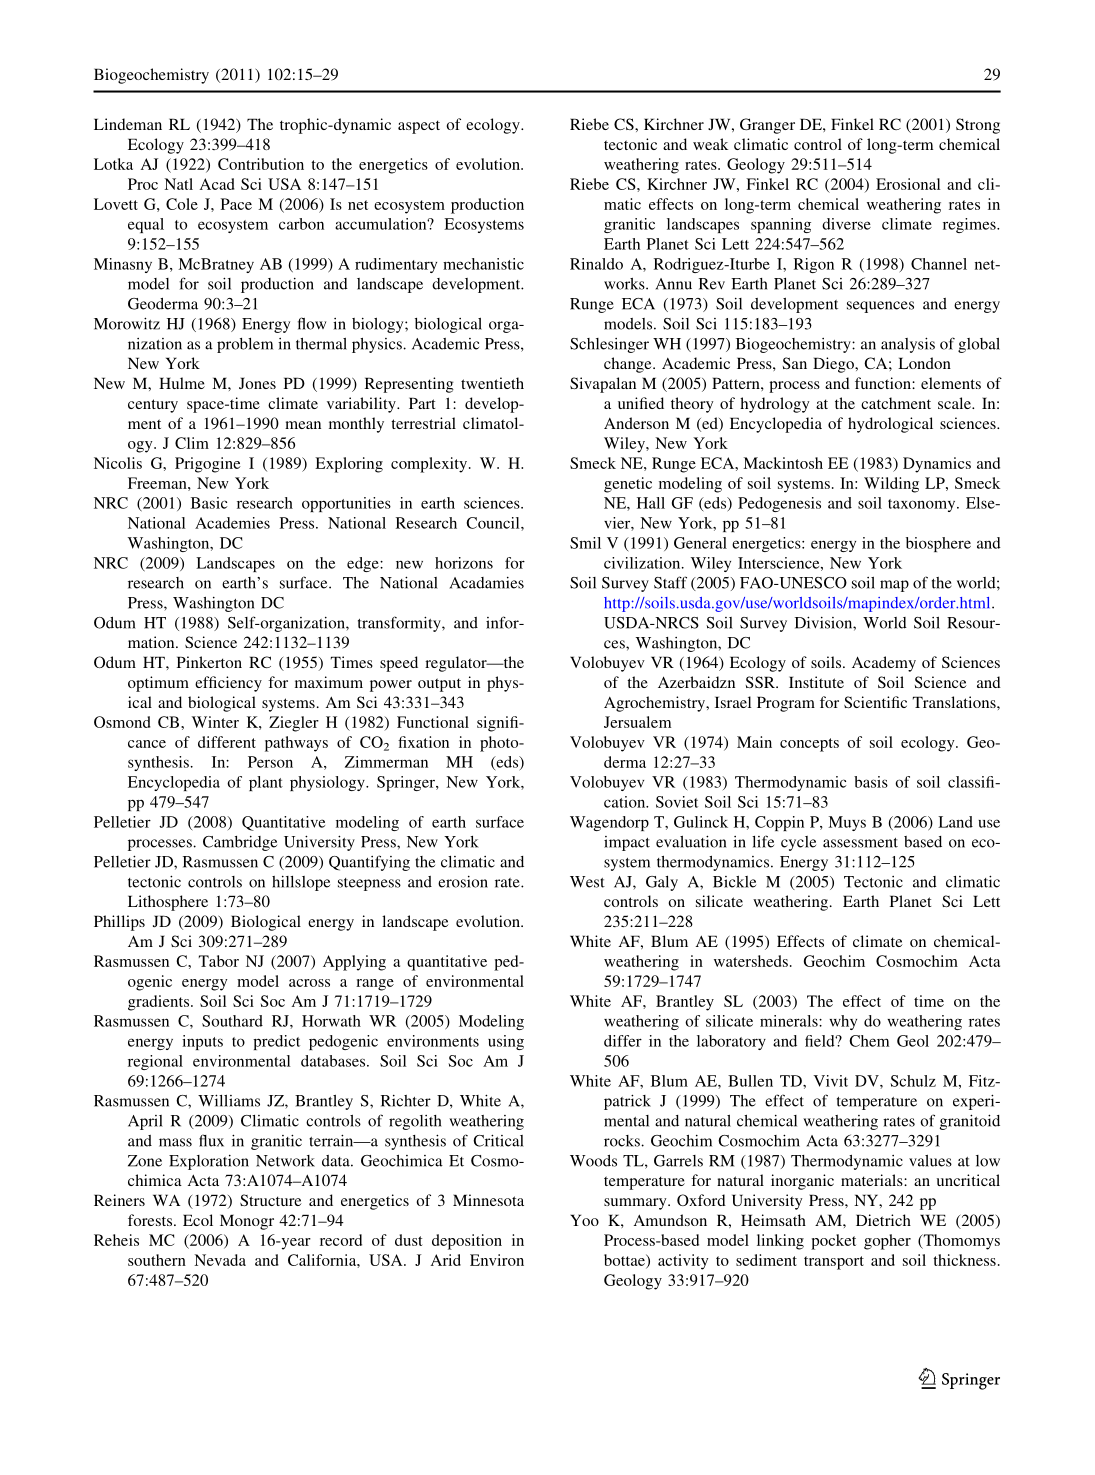 Biogeochemistry (2011) 102:15–29
29
Lindeman RL (1942) The trophic-dynamic aspect of ecology.
Ecology 23:399–418
Lotka AJ (1922) Contribution to the energetics of evolution.
Proc Natl Acad Sci USA 8:147–151
Lovett G, Cole J, Pace M (2006) Is net ecosystem production
equal to ecosystem carbon accumulation? Ecosystems
9:152–155
Minasny B, McBratney AB (1999) A rudimentary mechanistic
model for soil production and landscape development.
Geoderma 90:3–21
Morowitz HJ (1968) Energy flow in biology; biological orga-
nization as a problem in thermal physics. Academic Press,
New York
New M, Hulme M, Jones PD (1999) Representing twentieth
century space-time climate variability. Part 1: develop-
ment of a 1961–1990 mean monthly terrestrial climatol-
ogy. J Clim 12:829–856
Nicolis G, Prigogine I (1989) Exploring complexity. W. H.
Freeman, New York
NRC (2001) Basic research opportunities in earth sciences.
National Academies Press. National Research Council,
Washington, DC
NRC (2009) Landscapes on the edge: new horizons for
research on earth's surface. The National Acadamies
Press, Washington DC
Odum HT (1988) Self-organization, transformity, and infor-
mation. Science 242:1132–1139
Odum HT, Pinkerton RC (1955) Times speed regulator—the
optimum efficiency for maximum power output in phys-
ical and biological systems. Am Sci 43:331–343
Osmond CB, Winter K, Ziegler H (1982) Functional signifi-
cance of different pathways of CO₂ fixation in photo-
synthesis. In: Person A, Zimmerman MH (eds)
Encyclopedia of plant physiology. Springer, New York,
pp 479–547
Pelletier JD (2008) Quantitative modeling of earth surface
processes. Cambridge University Press, New York
Pelletier JD, Rasmussen C (2009) Quantifying the climatic and
tectonic controls on hillslope steepness and erosion rate.
Lithosphere 1:73–80
Phillips JD (2009) Biological energy in landscape evolution.
Am J Sci 309:271–289
Rasmussen C, Tabor NJ (2007) Applying a quantitative ped-
ogenic energy model across a range of environmental
gradients. Soil Sci Soc Am J 71:1719–1729
Rasmussen C, Southard RJ, Horwath WR (2005) Modeling
energy inputs to predict pedogenic environments using
regional environmental databases. Soil Sci Soc Am J
69:1266–1274
Rasmussen C, Williams JZ, Brantley S, Richter D, White A,
April R (2009) Climatic controls of regolith weathering
and mass flux in granitic terrain—a synthesis of Critical
Zone Exploration Network data. Geochimica Et Cosmo-
chimica Acta 73:A1074–A1074
Reiners WA (1972) Structure and energetics of 3 Minnesota
forests. Ecol Monogr 42:71–94
Reheis MC (2006) A 16-year record of dust deposition in
southern Nevada and California, USA. J Arid Environ
67:487–520
Riebe CS, Kirchner JW, Granger DE, Finkel RC (2001) Strong
tectonic and weak climatic control of long-term chemical
weathering rates. Geology 29:511–514
Riebe CS, Kirchner JW, Finkel RC (2004) Erosional and cli-
matic effects on long-term chemical weathering rates in
granitic landscapes spanning diverse climate regimes.
Earth Planet Sci Lett 224:547–562
Rinaldo A, Rodriguez-Iturbe I, Rigon R (1998) Channel net-
works. Annu Rev Earth Planet Sci 26:289–327
Runge ECA (1973) Soil development sequences and energy
models. Soil Sci 115:183–193
Schlesinger WH (1997) Biogeochemistry: an analysis of global
change. Academic Press, San Diego, CA; London
Sivapalan M (2005) Pattern, process and function: elements of
a unified theory of hydrology at the catchment scale. In:
Anderson M (ed) Encyclopedia of hydrological sciences.
Wiley, New York
Smeck NE, Runge ECA, Mackintosh EE (1983) Dynamics and
genetic modeling of soil systems. In: Wilding LP, Smeck
NE, Hall GF (eds) Pedogenesis and soil taxonomy. Else-
vier, New York, pp 51–81
Smil V (1991) General energetics: energy in the biosphere and
civilization. Wiley Interscience, New York
Soil Survey Staff (2005) FAO-UNESCO soil map of the world;
http://soils.usda.gov/use/worldsoils/mapindex/order.html.
USDA-NRCS Soil Survey Division, World Soil Resour-
ces, Washington, DC
Volobuyev VR (1964) Ecology of soils. Academy of Sciences
of the Azerbaidzn SSR. Institute of Soil Science and
Agrochemistry, Israel Program for Scientific Translations,
Jersualem
Volobuyev VR (1974) Main concepts of soil ecology. Geo-
derma 12:27–33
Volobuyev VR (1983) Thermodynamic basis of soil classifi-
cation. Soviet Soil Sci 15:71–83
Wagendorp T, Gulinck H, Coppin P, Muys B (2006) Land use
impact evaluation in life cycle assessment based on eco-
system thermodynamics. Energy 31:112–125
West AJ, Galy A, Bickle M (2005) Tectonic and climatic
controls on silicate weathering. Earth Planet Sci Lett
235:211–228
White AF, Blum AE (1995) Effects of climate on chemical-
weathering in watersheds. Geochim Cosmochim Acta
59:1729–1747
White AF, Brantley SL (2003) The effect of time on the
weathering of silicate minerals: why do weathering rates
differ in the laboratory and field? Chem Geol 202:479–
506
White AF, Blum AE, Bullen TD, Vivit DV, Schulz M, Fitz-
patrick J (1999) The effect of temperature on experi-
mental and natural chemical weathering rates of granitoid
rocks. Geochim Cosmochim Acta 63:3277–3291
Woods TL, Garrels RM (1987) Thermodynamic values at low
temperature for natural inorganic materials: an uncritical
summary. Oxford University Press, NY, 242 pp
Yoo K, Amundson R, Heimsath AM, Dietrich WE (2005)
Process-based model linking pocket gopher (Thomomys
bottae) activity to sediment transport and soil thickness.
Geology 33:917–920
Springer